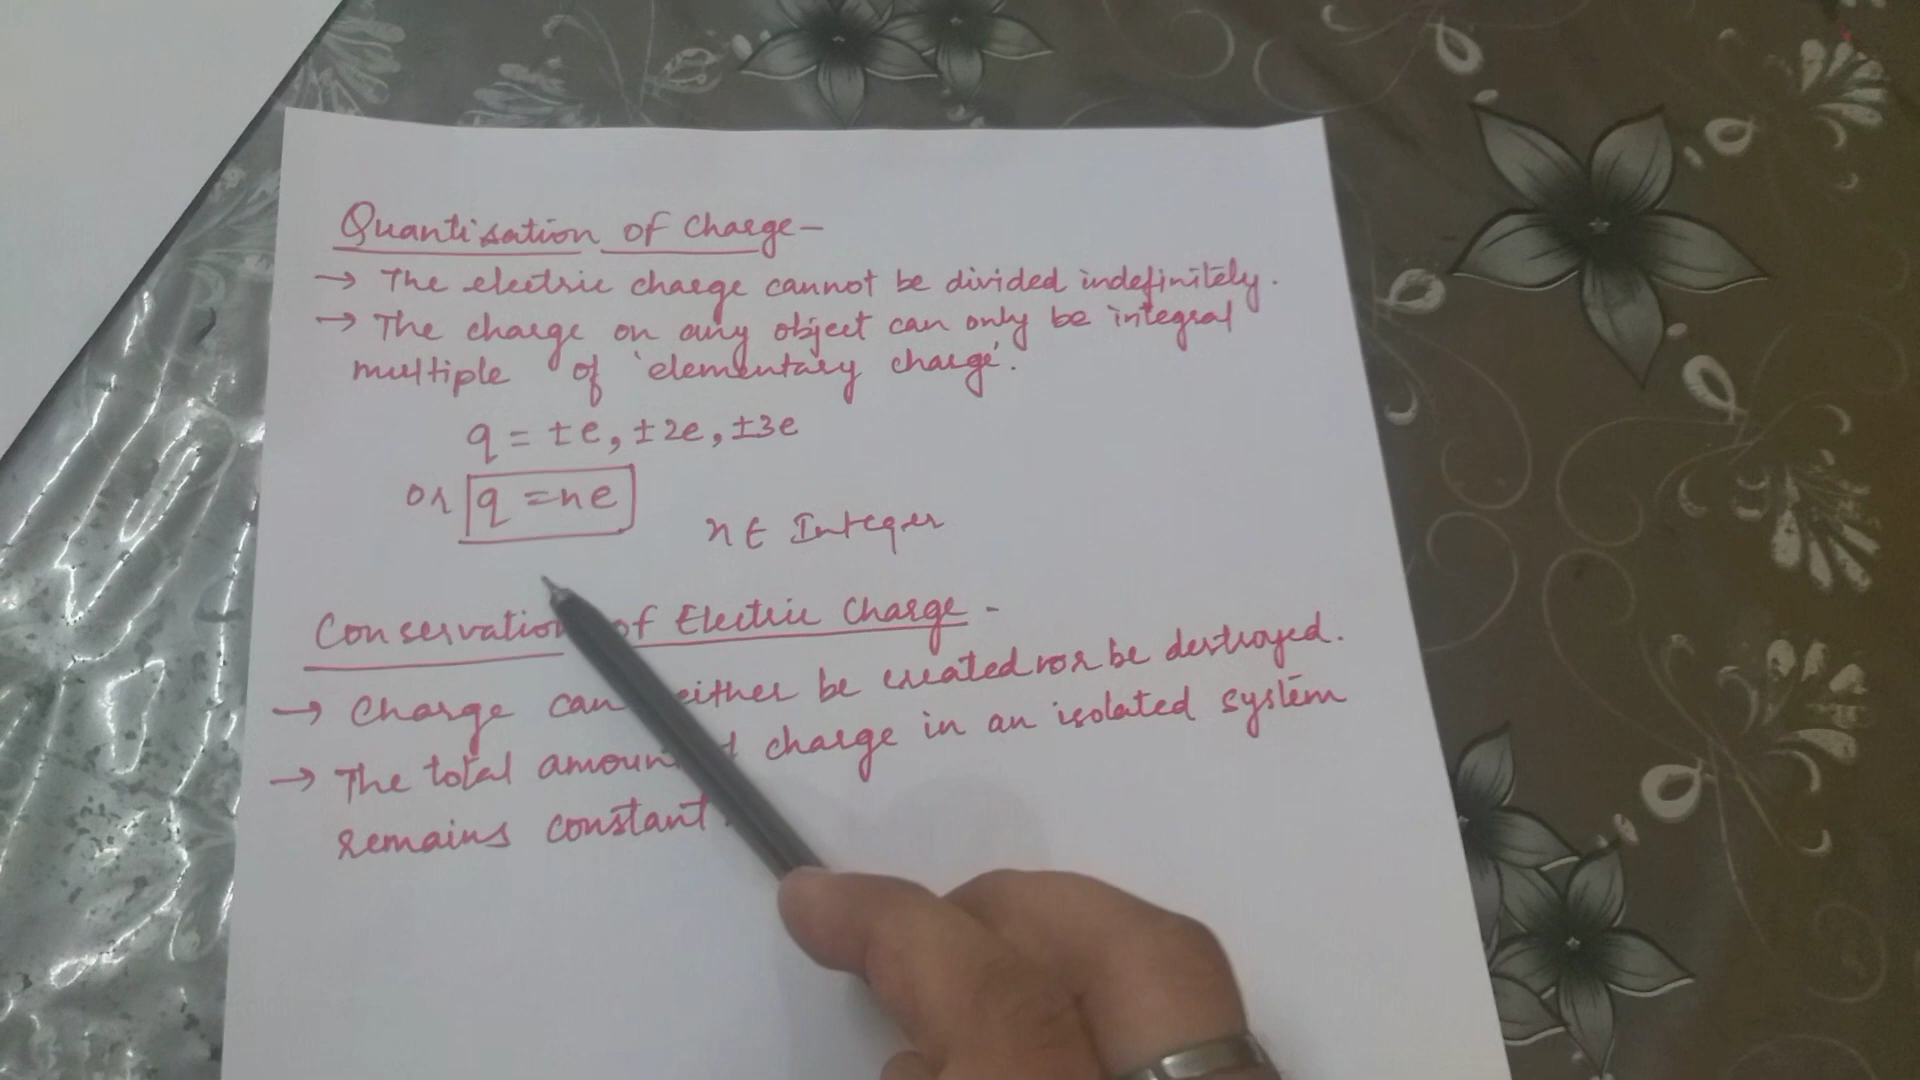 Quantisation of Charge-
→ The electric charge cannot be divided indefinitely.
→ The charge on any object can only be integral
multiple of 'elementary charge'.
q = ±e, ±2e, ±3e
or q = ne
n ∈ Integer
Conservation of Electric Charge -
→ Charge can either be created nor be destroyed.
→ The total amoun charge in an isolated system
remains constant.